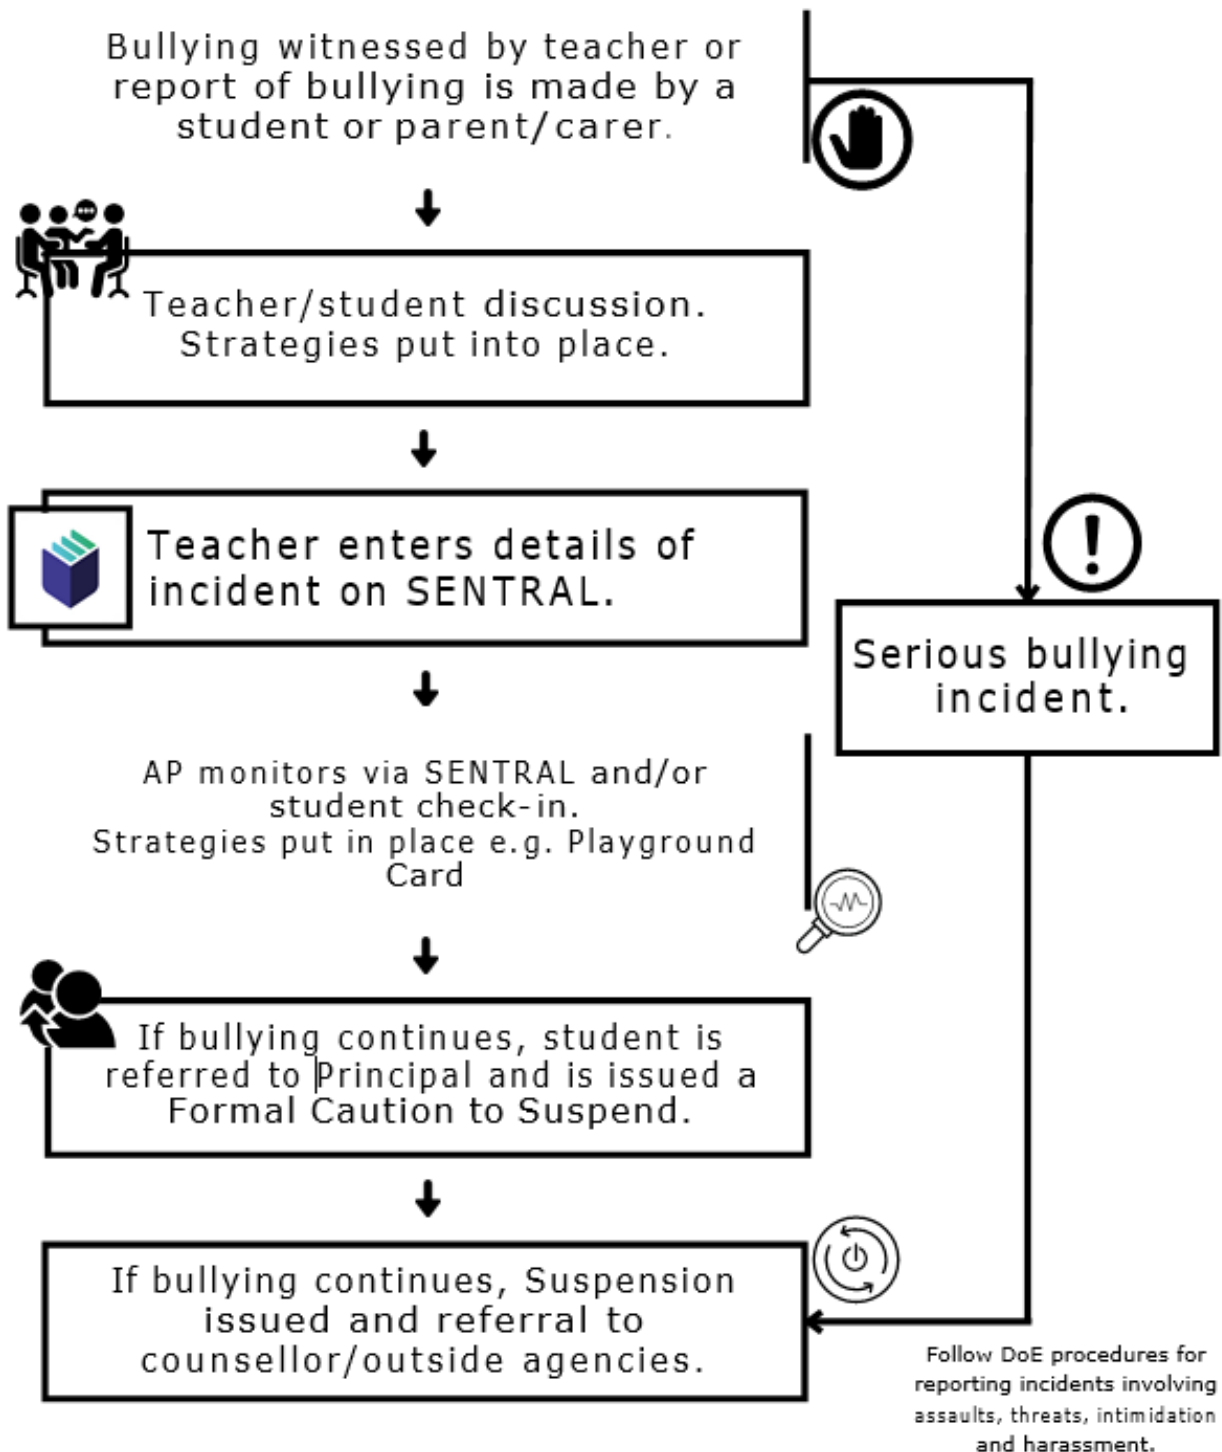 Bullying witnessed by teacher or
report of bullying is made by a
student or parent/carer.
Teacher/student discussion.
Strategies put into place.
Teacher enters details of
incident on SENTRAL.
Serious bullying
incident.
AP monitors via SENTRAL and/or
student check-in.
Strategies put in place e.g. Playground
Card
If bullying continues, student is
referred to Principal and is issued a
Formal Caution to Suspend.
If bullying continues, Suspension
issued and referral to
counsellor/outside agencies.
Follow DoE procedures for
reporting incidents involving
assaults, threats, intimidation
and harassment.